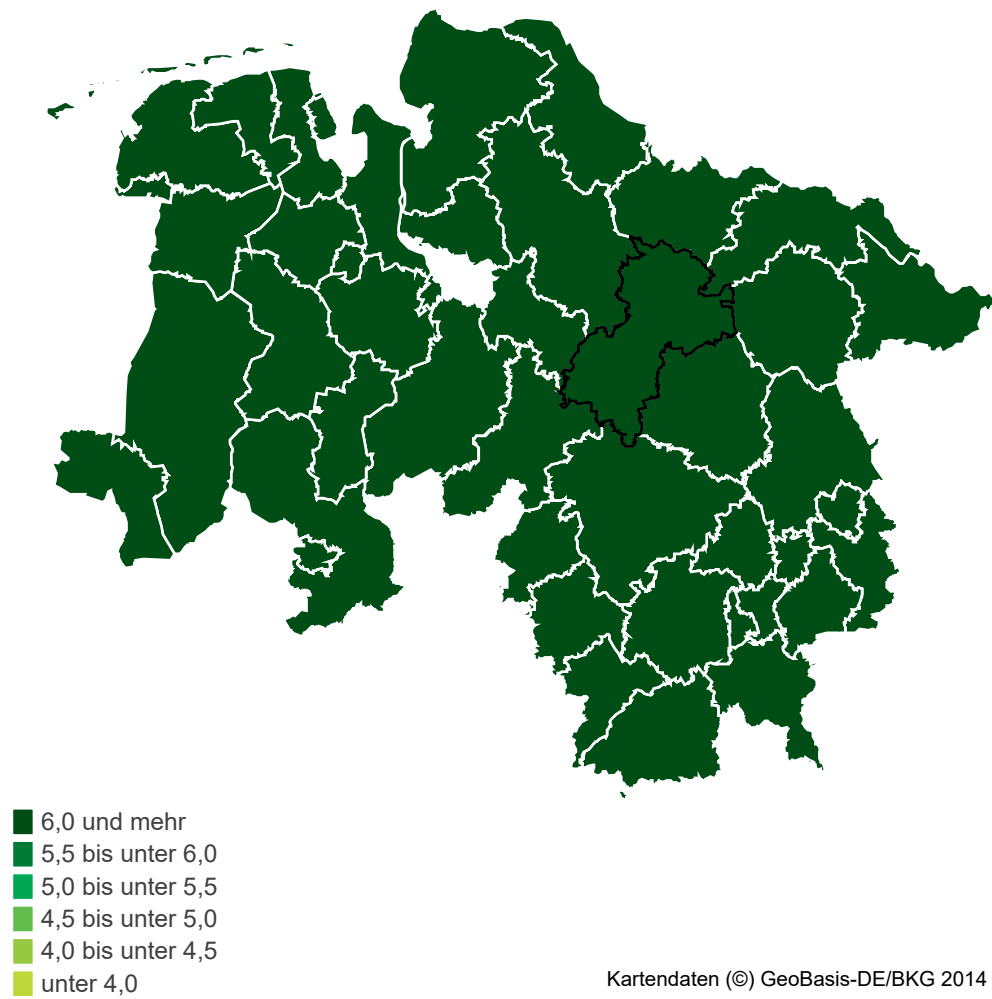 6,0 und mehr
5,5 bis unter 6,0
5,0 bis unter 5,5
4,5 bis unter 5,0
4,0 bis unter 4,5
unter 4,0
Kartendaten (©) GeoBasis-DE/BKG 2014